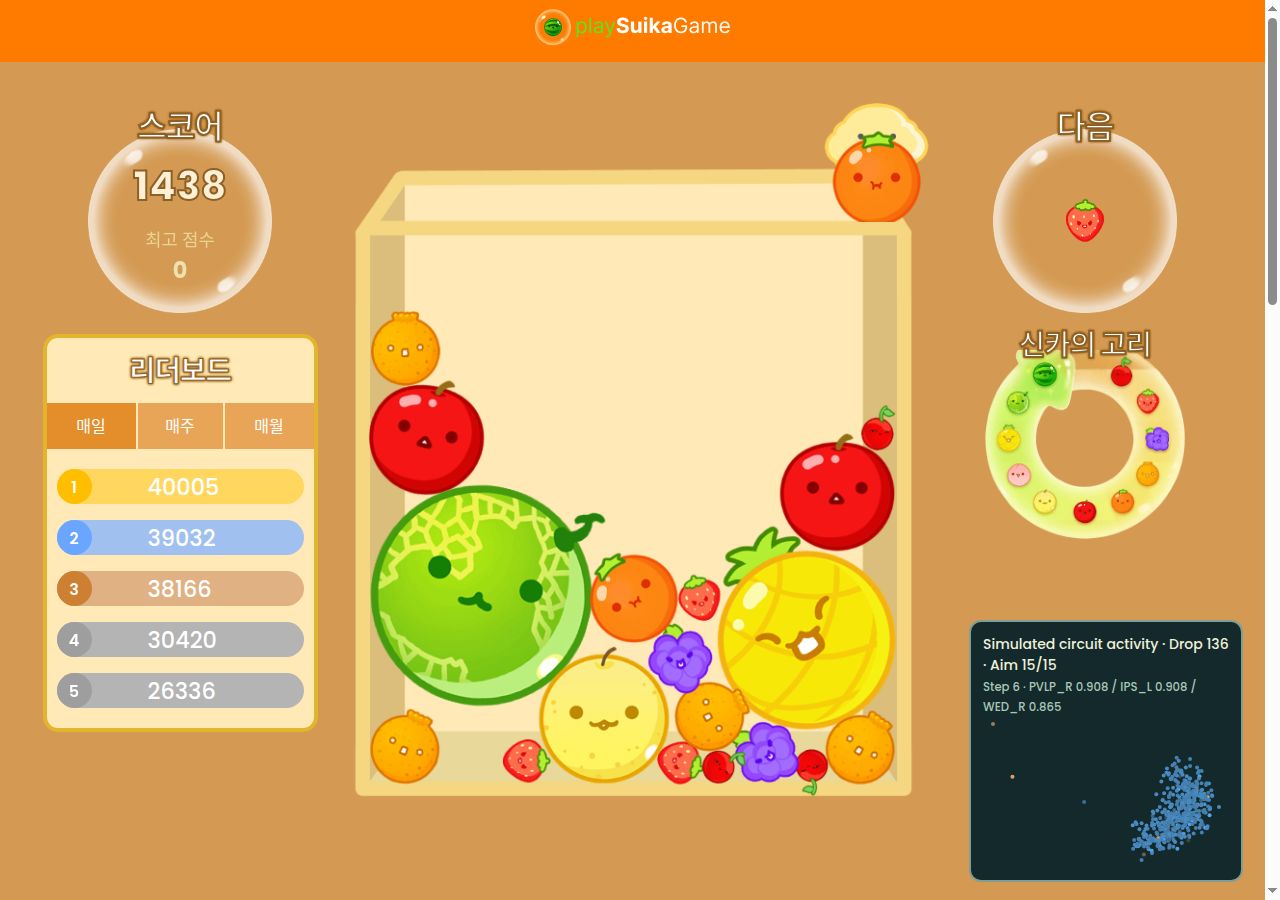 playSuikaGame
스코어
1438
최고 점수
0
리더보드
매일 매주 매월
1 40005
2 39032
3 38166
4 30420
5 26336
다음
신카의 고리
Simulated circuit activity · Drop 136
· Aim 15/15
Step 6 · PVLP_R 0.908 / IPS_L 0.908 /
WED_R 0.865